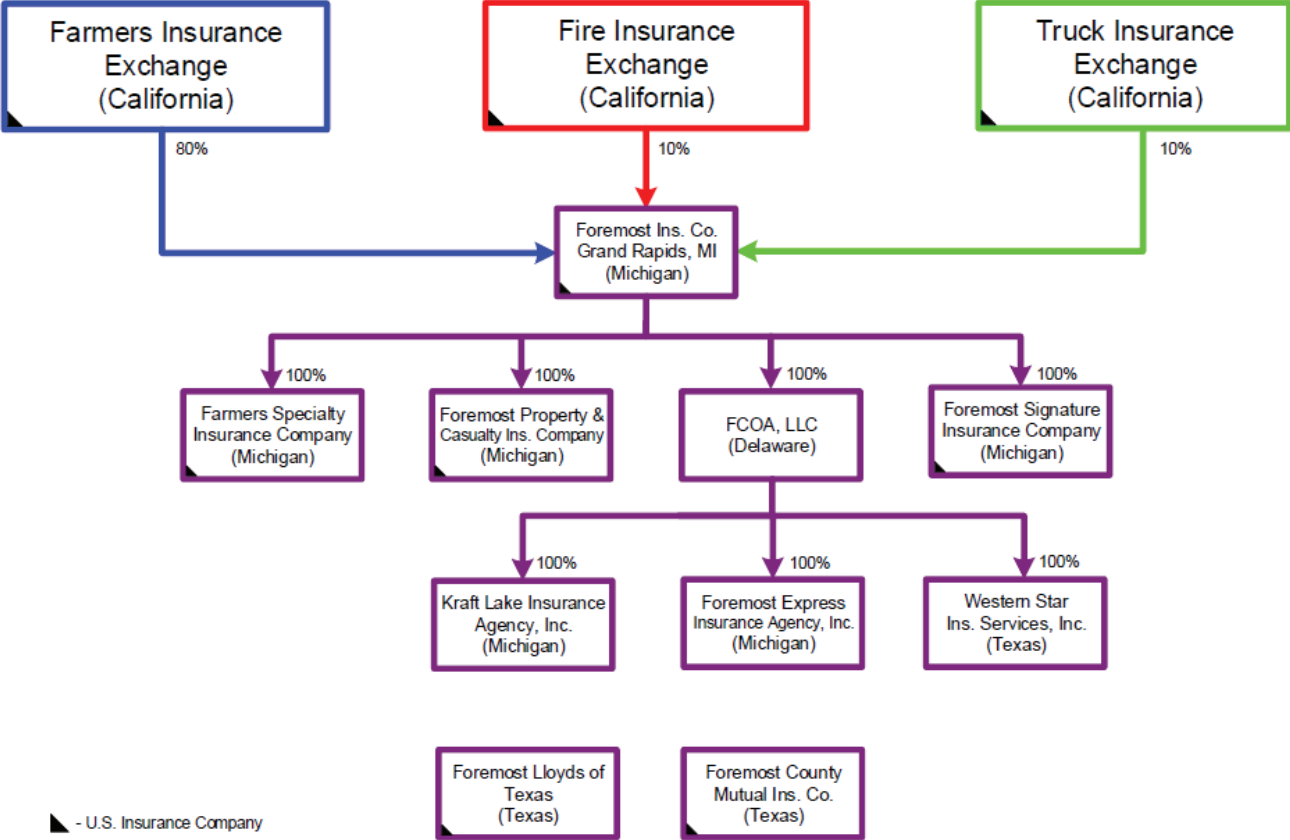 Farmers Insurance
Exchange
(California)
Fire Insurance
Exchange
(California)
Truck Insurance
Exchange
(California)
80%
10%
10%
Foremost Ins. Co.
Grand Rapids, MI
(Michigan)
100%
100%
100%
100%
Farmers Specialty
Insurance Company
(Michigan)
Foremost Property &
Casualty Ins. Company
(Michigan)
FCOA, LLC
(Delaware)
Foremost Signature
Insurance Company
(Michigan)
100%
100%
100%
Kraft Lake Insurance
Agency, Inc.
(Michigan)
Foremost Express
Insurance Agency, Inc.
(Michigan)
Western Star
Ins. Services, Inc.
(Texas)
Foremost Lloyds of
Texas
(Texas)
Foremost County
Mutual Ins. Co.
(Texas)
- U.S. Insurance Company